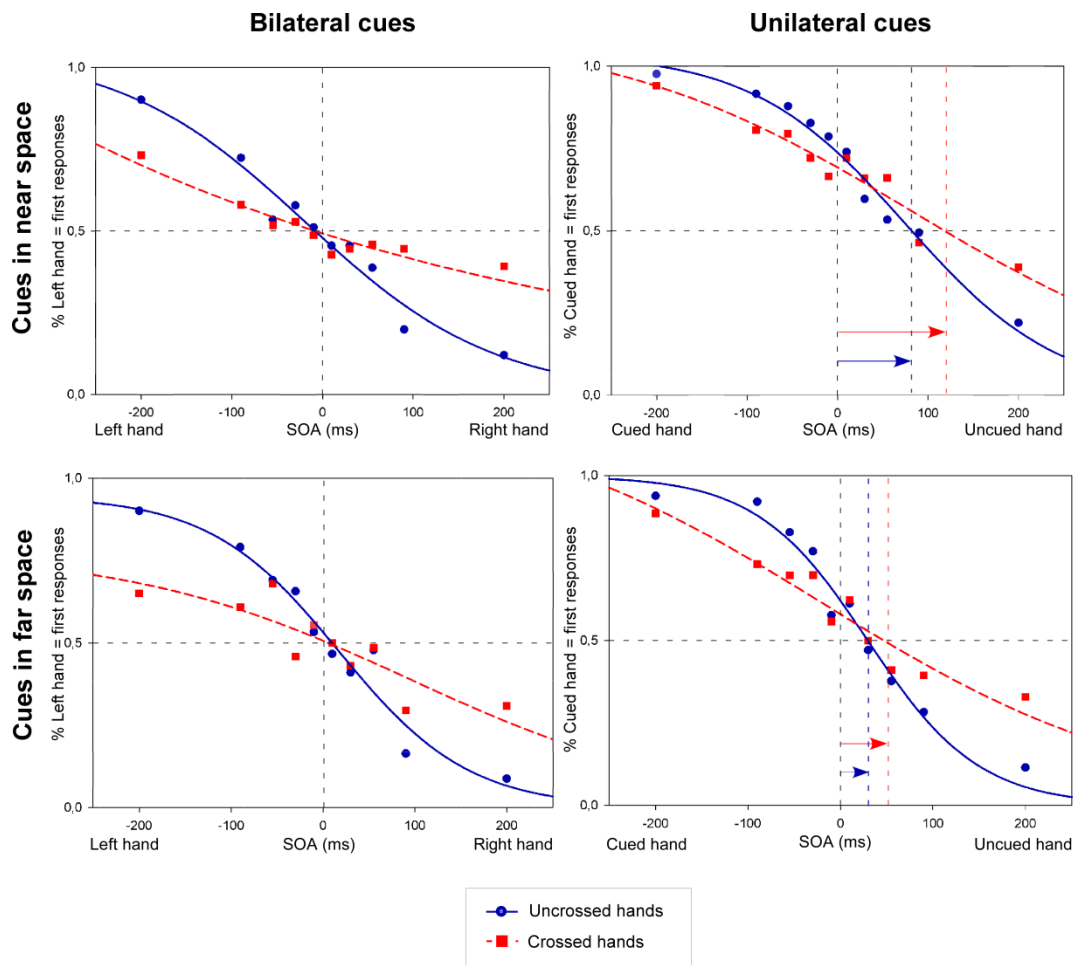 Bilateral cues
Unilateral cues
Cues in near space
% Left hand = first responses
1,0
0,5
0,0
-200
-100
0
100
200
Left hand
SOA (ms)
Right hand
% Cued hand = first responses
1,0
0,5
0,0
-200
-100
0
100
200
Cued hand
SOA (ms)
Uncued hand
Cues in far space
% Left hand = first responses
1,0
0,5
0,0
-200
-100
0
100
200
Left hand
SOA (ms)
Right hand
% Cued hand = first responses
1,0
0,5
0,0
-200
-100
0
100
200
Cued hand
SOA (ms)
Uncued hand
Uncrossed hands
Crossed hands